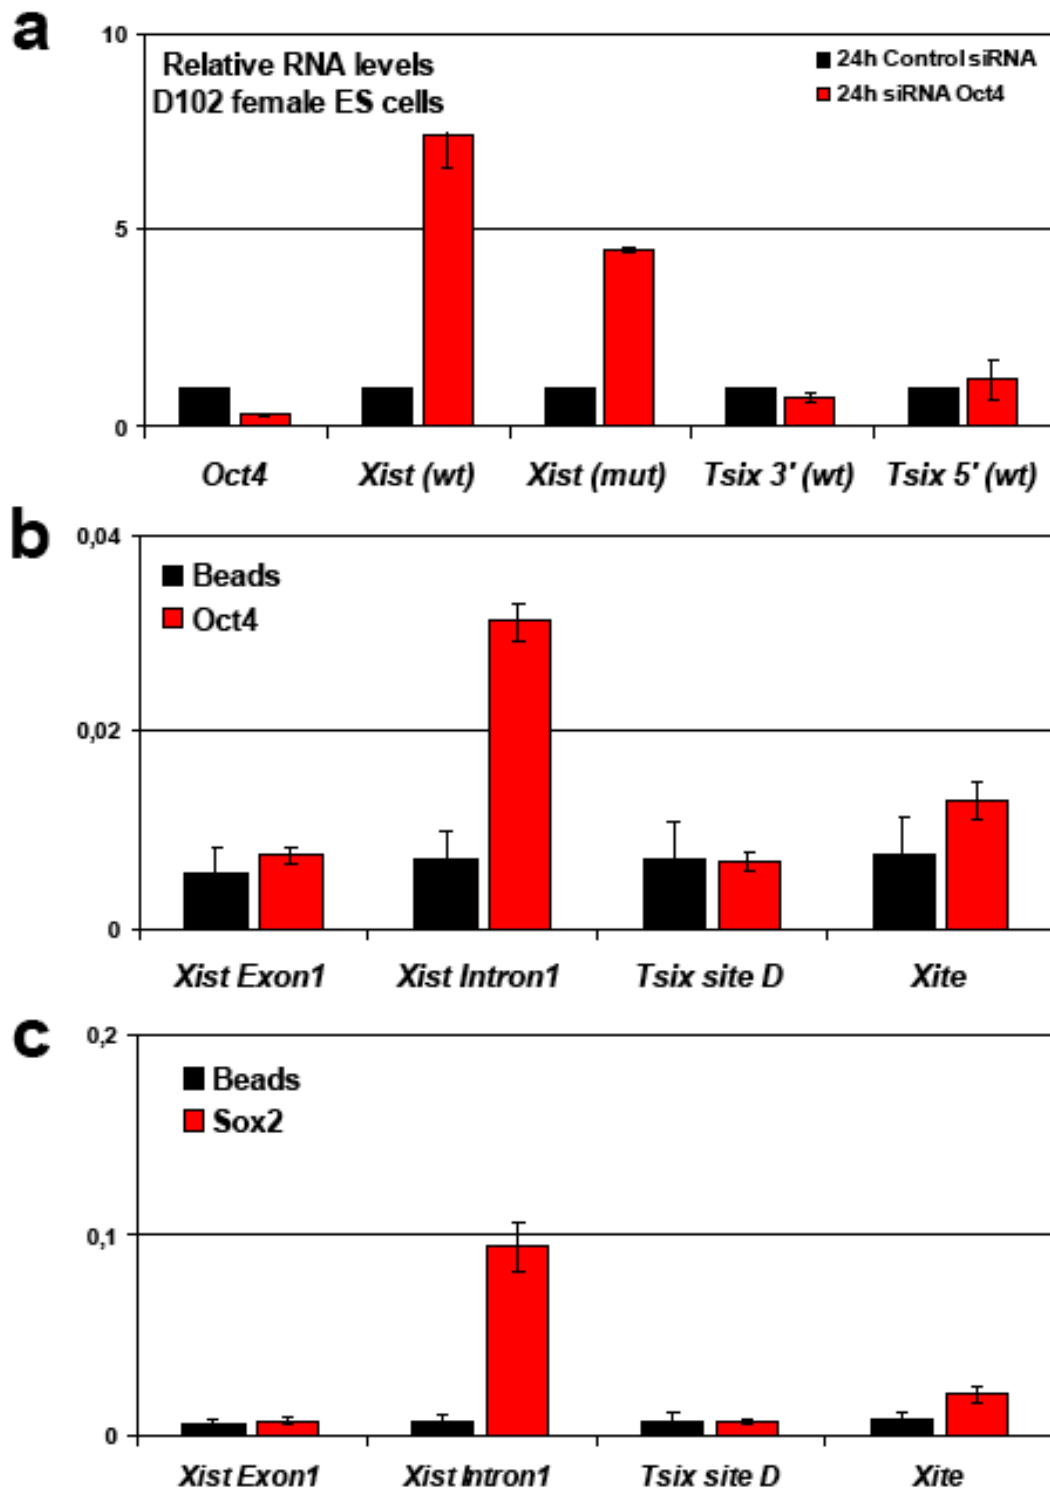 a
10
Relative RNA levels
D102 female ES cells
24h Control siRNA
24h siRNA Oct4
5
0
Oct4 Xist (wt) Xist (mut) Tsix 3' (wt) Tsix 5' (wt)
b
0,04
Beads
Oct4
0,02
0
Xist Exon1 Xist Intron1 Tsix site D Xite
c
0,2
Beads
Sox2
0,1
0
Xist Exon1 Xist Intron1 Tsix site D Xite